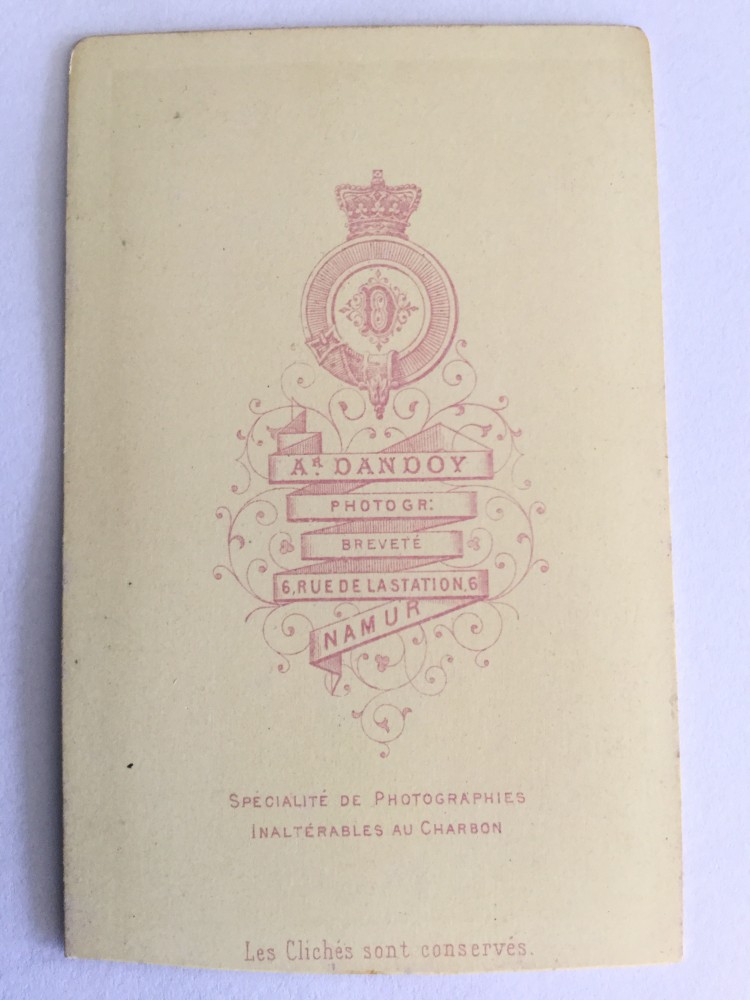 D
AR. DANDOY
PHOTOGR:
BREVETÉ
6, RUE DE LA STATION, 6
NAMUR
SPÉCIALITÉ DE PHOTOGRAPHIES
INALTÉRABLES AU CHARBON
Les Clichés sont conservés.